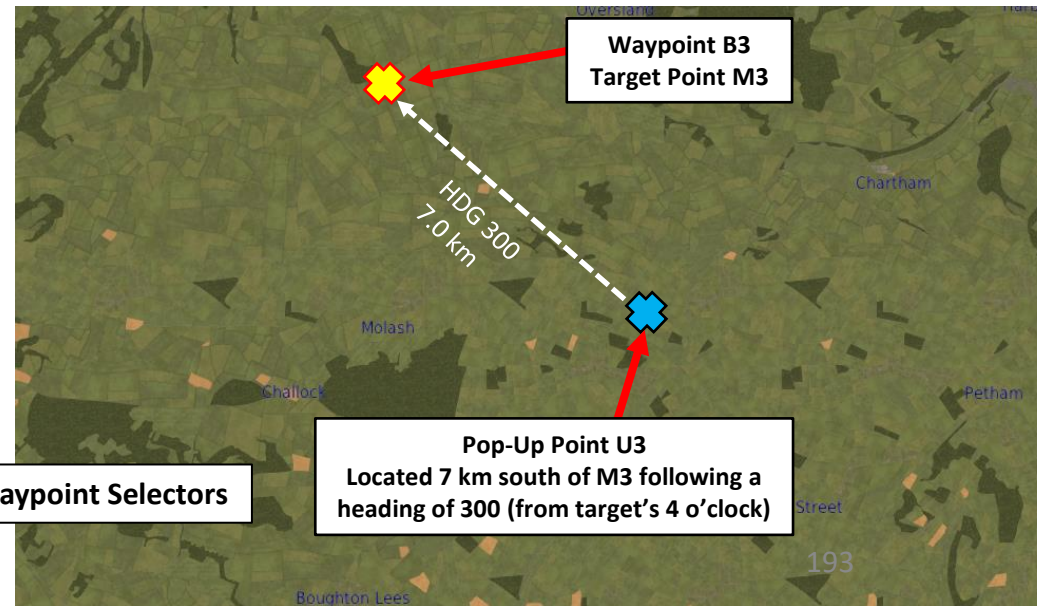 Oversland
Waypoint B3
Target Point M3
HDG 300
7.0 km
Chartham
Molash
Challock
Petham
Pop-Up Point U3
Located 7 km south of M3 following a
heading of 300 (from target's 4 o'clock)
aypoint Selectors
Street
193
Boughton Lees